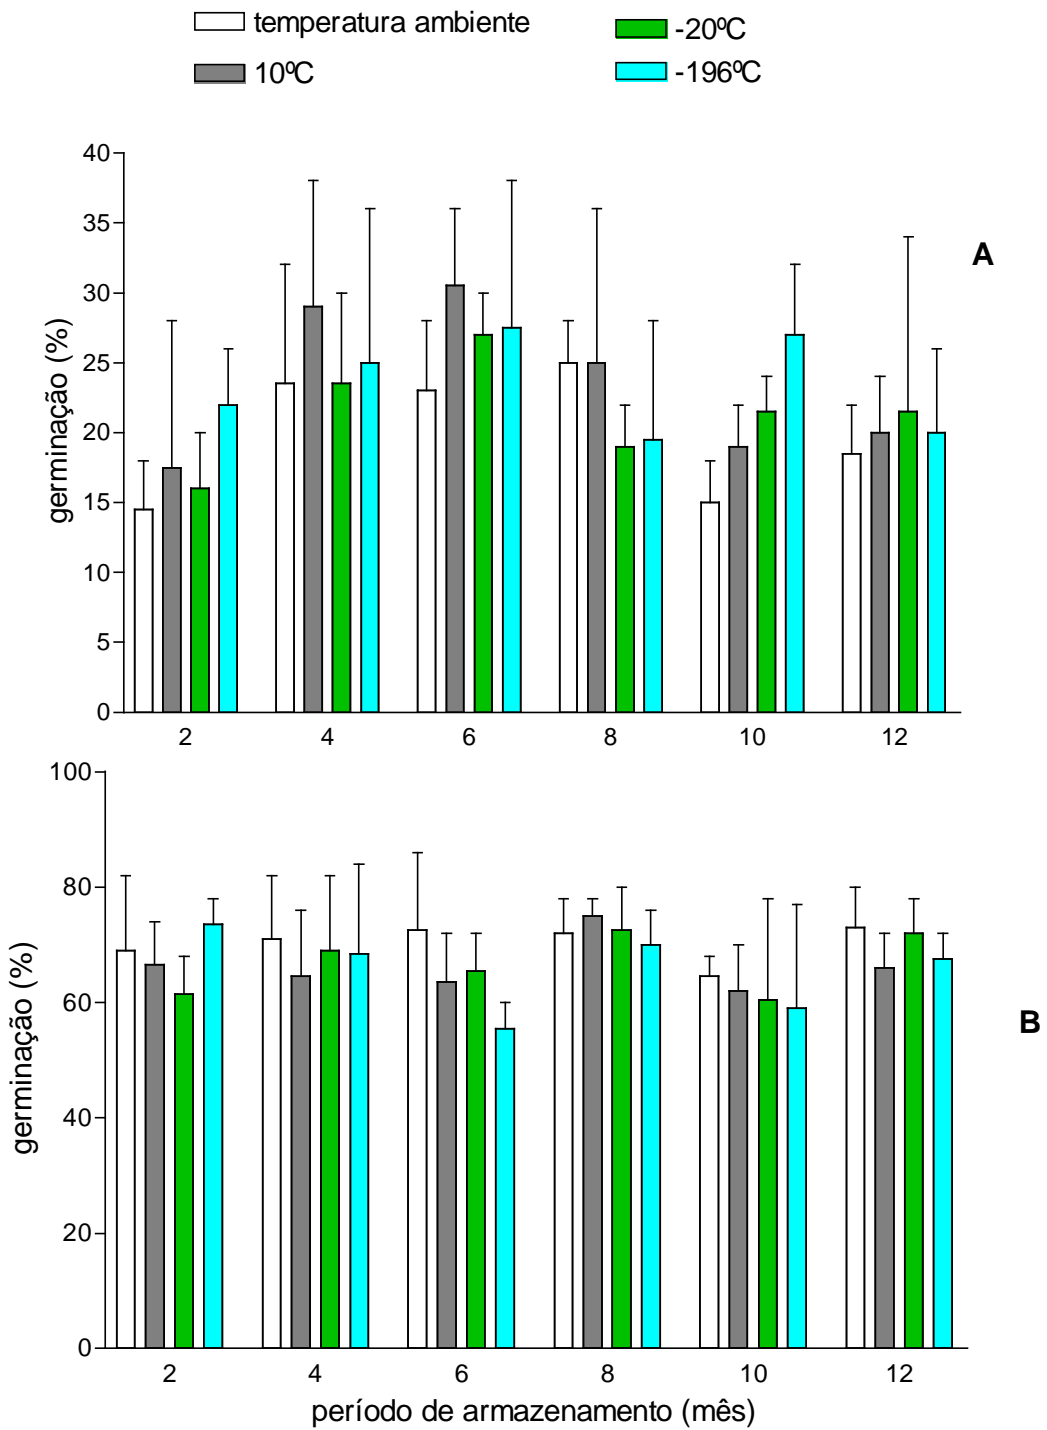 temperatura ambiente
-20ºC
10ºC
-196ºC
40
35
30
25
20
15
10
5
0
germinação (%)
A
2 4 6 8 10 12
100
80
60
40
20
0
germinação (%)
B
2 4 6 8 10 12
período de armazenamento (mês)